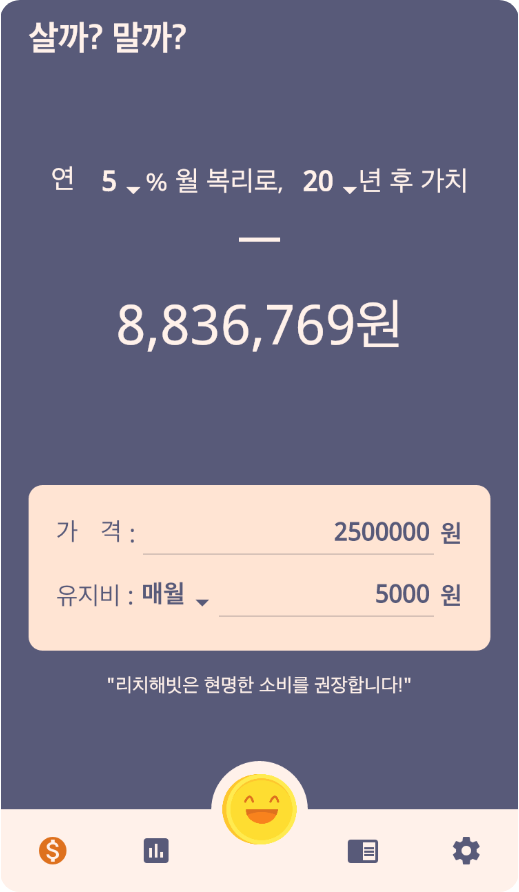 살까? 말까?
연 5 % 월 복리로, 20 년 후 가치
8,836,769원
가 격 : 2500000 원
유지비 : 매월 5000 원
"리치해빗은 현명한 소비를 권장합니다!"